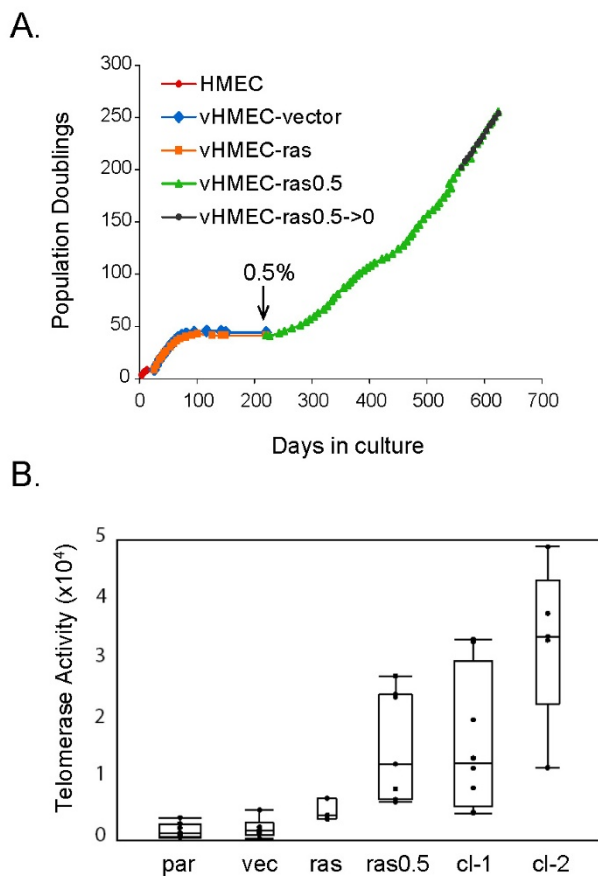 A.
300
250
200
150
100
50
0
Population Doublings
HMEC
vHMEC-vector
vHMEC-ras
vHMEC-ras0.5
vHMEC-ras0.5->0
0.5%
0 100 200 300 400 500 600 700
Days in culture
B.
5
4
3
2
1
0
Telomerase Activity (x10⁴)
par vec ras ras0.5 cl-1 cl-2